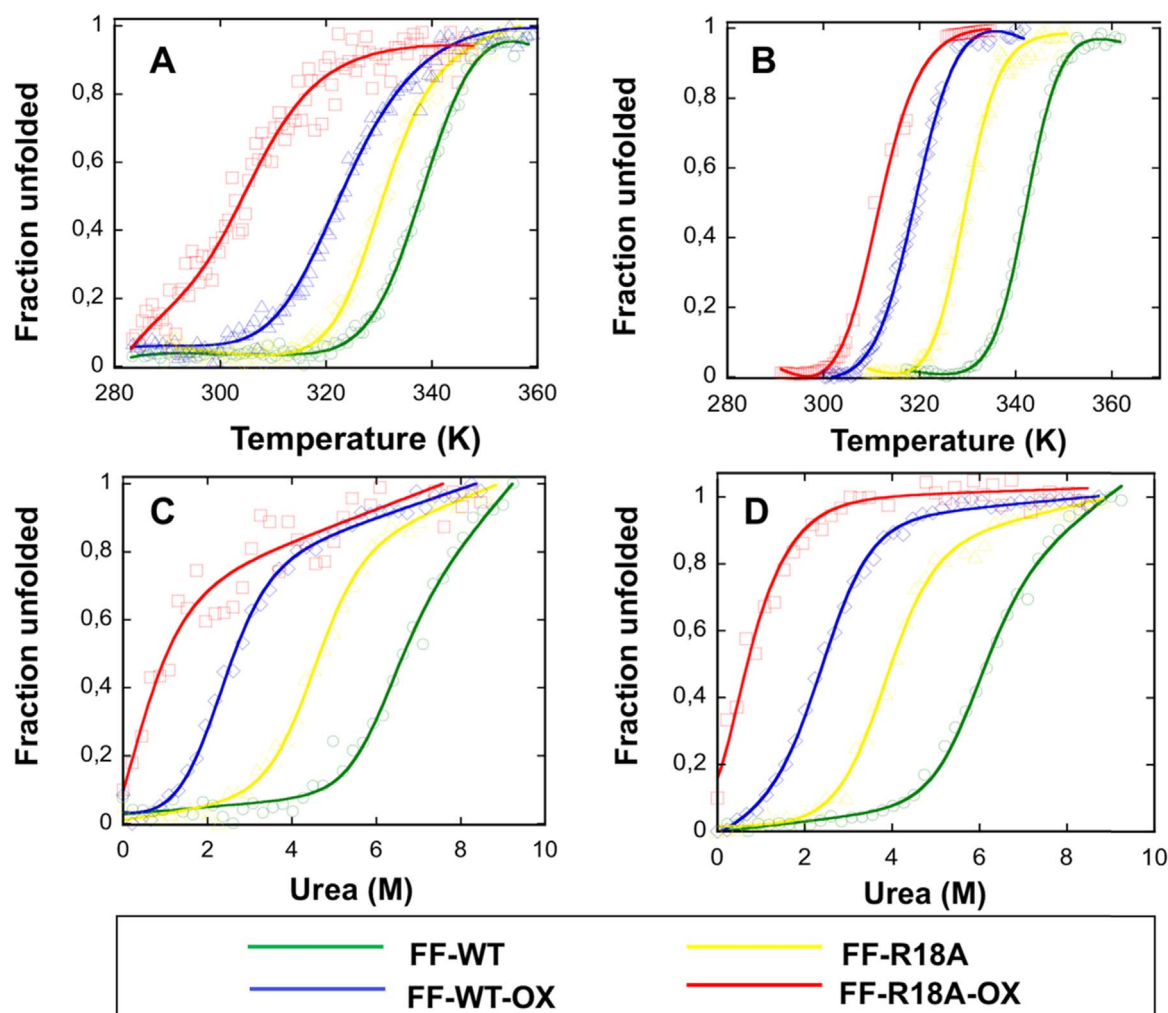 A
B
Fraction unfolded
1
0,8
0,6
0,4
0,2
0
280 300 320 340 360
Temperature (K)
Fraction unfolded
1
0,8
0,6
0,4
0,2
0
280 300 320 340 360
Temperature (K)
C
D
Fraction unfolded
1
0,8
0,6
0,4
0,2
0
0 2 4 6 8 10
Urea (M)
Fraction unfolded
1
0,8
0,6
0,4
0,2
0
0 2 4 6 8 10
Urea (M)
FF-WT
FF-R18A
FF-WT-OX
FF-R18A-OX